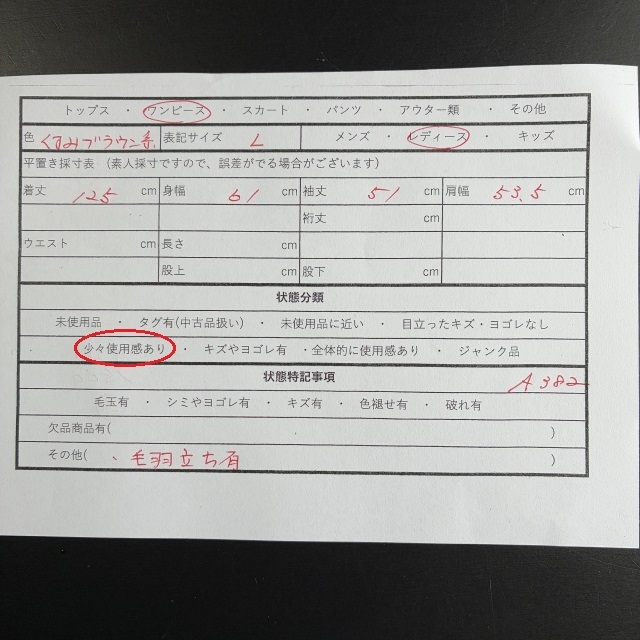 トップス ・ ワンピース ・ スカート ・ パンツ ・ アウター類 ・ その他
色 くすみブラウン系 表記サイズ L メンズ ・ レディース ・ キッズ
平置き採寸表 （素人採寸ですので、誤差がでる場合がございます）
着丈 125 cm 身幅 61 cm 袖丈 51 cm 肩幅 53.5 cm
裄丈 cm
ウエスト cm 長さ cm
股上 cm 股下 cm
状態分類
未使用品 ・ タグ有(中古品扱い) ・ 未使用品に近い ・ 目立ったキズ・ヨゴレなし
少々使用感あり ・ キズやヨゴレ有 ・全体的に使用感あり ・ ジャンク品
状態特記事項 A382
毛玉有 ・ シミやヨゴレ有 ・ キズ有 ・ 色褪せ有 ・ 破れ有
欠品商品有( )
その他( ・毛羽立ち有 )